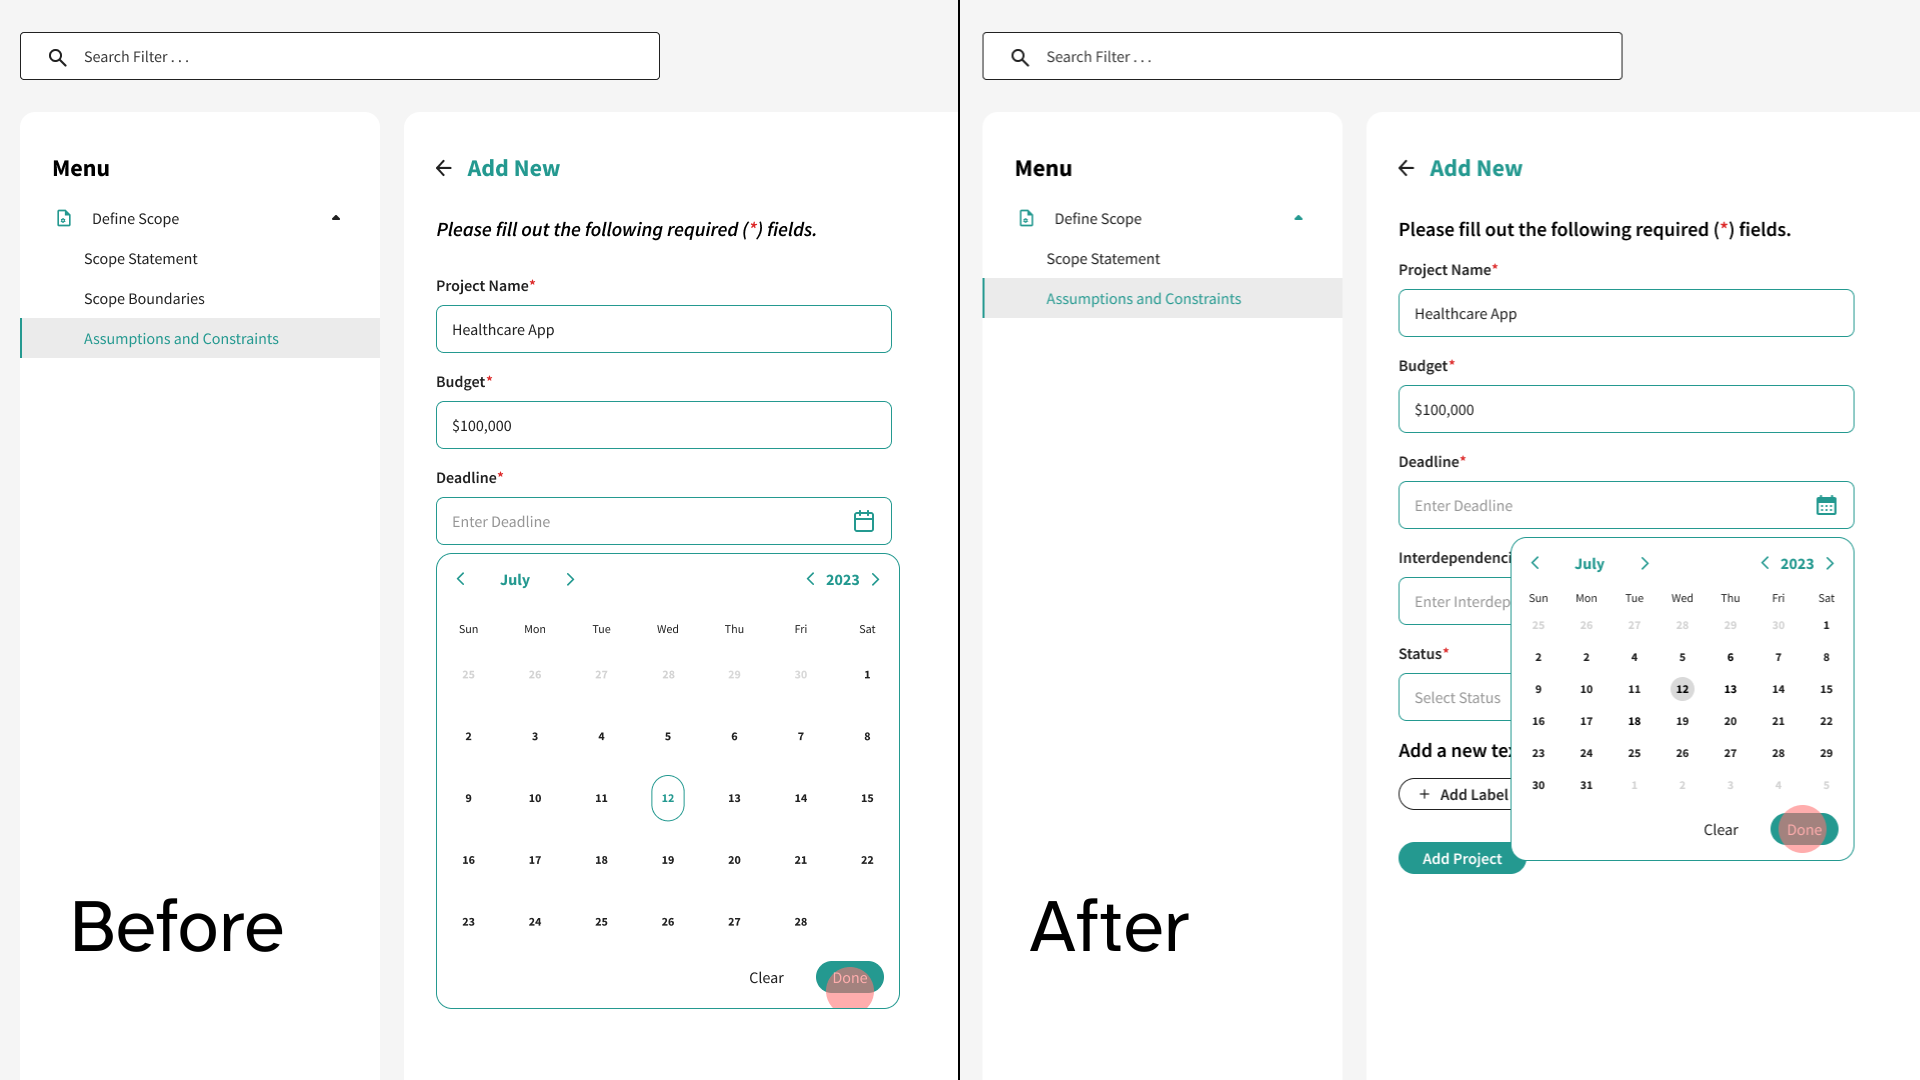 Search Filter . . .
Menu
Define Scope
Scope Statement
Scope Boundaries
Assumptions and Constraints
Before
Add New
Please fill out the following required (*) fields.
Project Name*
Healthcare App
Budget*
$100,000
Deadline*
Enter Deadline
July 2023
Sun Mon Tue Wed Thu Fri Sat
25 26 27 28 29 30 1
2 3 4 5 6 7 8
9 10 11 12 13 14 15
16 17 18 19 20 21 22
23 24 25 26 27 28
Clear Done
Search Filter . . .
Menu
Define Scope
Scope Statement
Assumptions and Constraints
After
Add New
Please fill out the following required (*) fields.
Project Name*
Healthcare App
Budget*
$100,000
Deadline*
Enter Deadline
Interdependenci
Enter Interdep
Status*
Select Status
Add a new te
+ Add Label
Add Project
July 2023
Sun Mon Tue Wed Thu Fri Sat
25 26 27 28 29 30 1
2 2 4 5 6 7 8
9 10 11 12 13 14 15
16 17 18 19 20 21 22
23 24 25 26 27 28 29
30 31 1 2 3 4 5
Clear Done